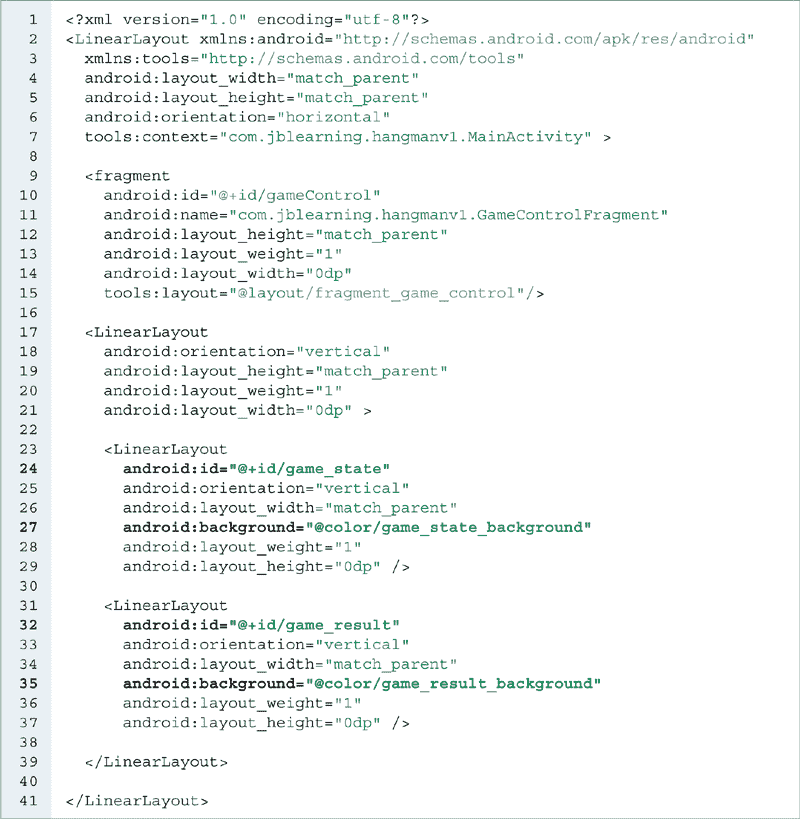 1 <?xml version="1.0" encoding="utf-8"?>
2 <LinearLayout xmlns:android="http://schemas.android.com/apk/res/android"
3   xmlns:tools="http://schemas.android.com/tools"
4   android:layout_width="match_parent"
5   android:layout_height="match_parent"
6   android:orientation="horizontal"
7   tools:context="com.jblearning.hangmanv1.MainActivity" >
8
9   <fragment
10     android:id="@+id/gameControl"
11     android:name="com.jblearning.hangmanv1.GameControlFragment"
12     android:layout_height="match_parent"
13     android:layout_weight="1"
14     android:layout_width="0dp"
15     tools:layout="@layout/fragment_game_control"/>
16
17   <LinearLayout
18     android:orientation="vertical"
19     android:layout_height="match_parent"
20     android:layout_weight="1"
21     android:layout_width="0dp" >
22
23     <LinearLayout
24       android:id="@+id/game_state"
25       android:orientation="vertical"
26       android:layout_width="match_parent"
27       android:background="@color/game_state_background"
28       android:layout_weight="1"
29       android:layout_height="0dp" />
30
31     <LinearLayout
32       android:id="@+id/game_result"
33       android:orientation="vertical"
34       android:layout_width="match_parent"
35       android:background="@color/game_result_background"
36       android:layout_weight="1"
37       android:layout_height="0dp" />
38
39   </LinearLayout>
40
41 </LinearLayout>